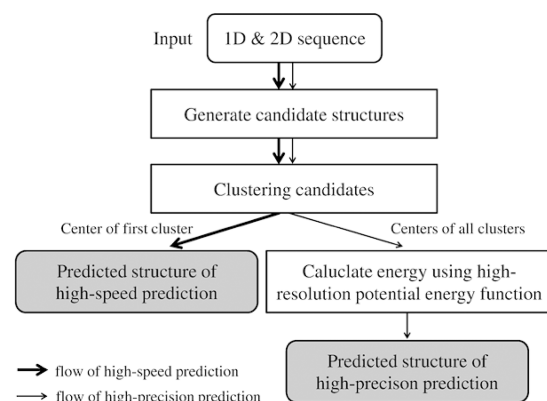 Input
1D & 2D sequence
Generate candidate structures
Clustering candidates
Center of first cluster
Centers of all clusters
Predicted structure of
high-speed prediction
Caluclate energy using high-
resolution potential energy function
Predicted structure of
high-precison prediction
flow of high-speed prediction
flow of high-precision prediction